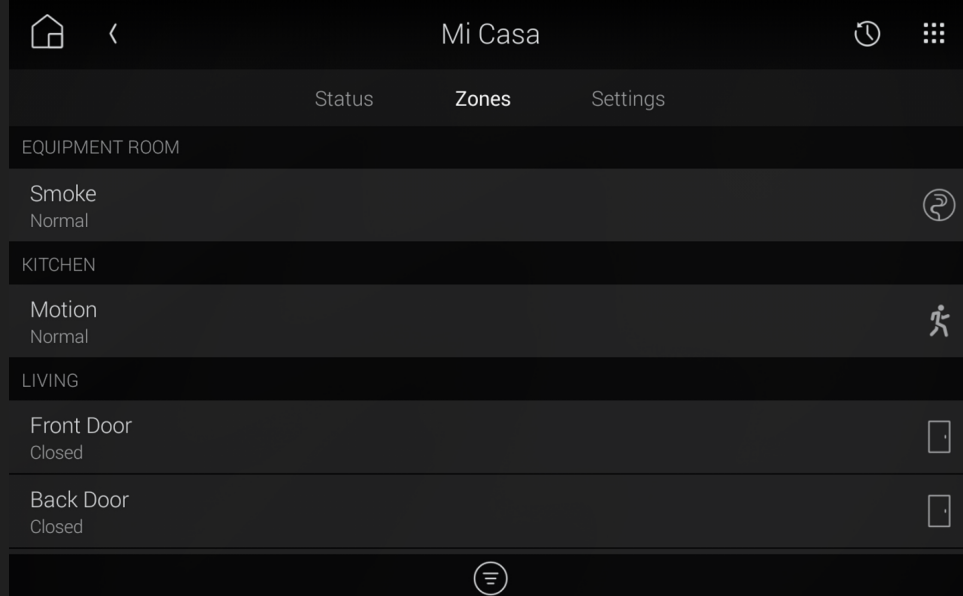 Mi Casa
Status Zones Settings
EQUIPMENT ROOM
Smoke
Normal
KITCHEN
Motion
Normal
LIVING
Front Door
Closed
Back Door
Closed